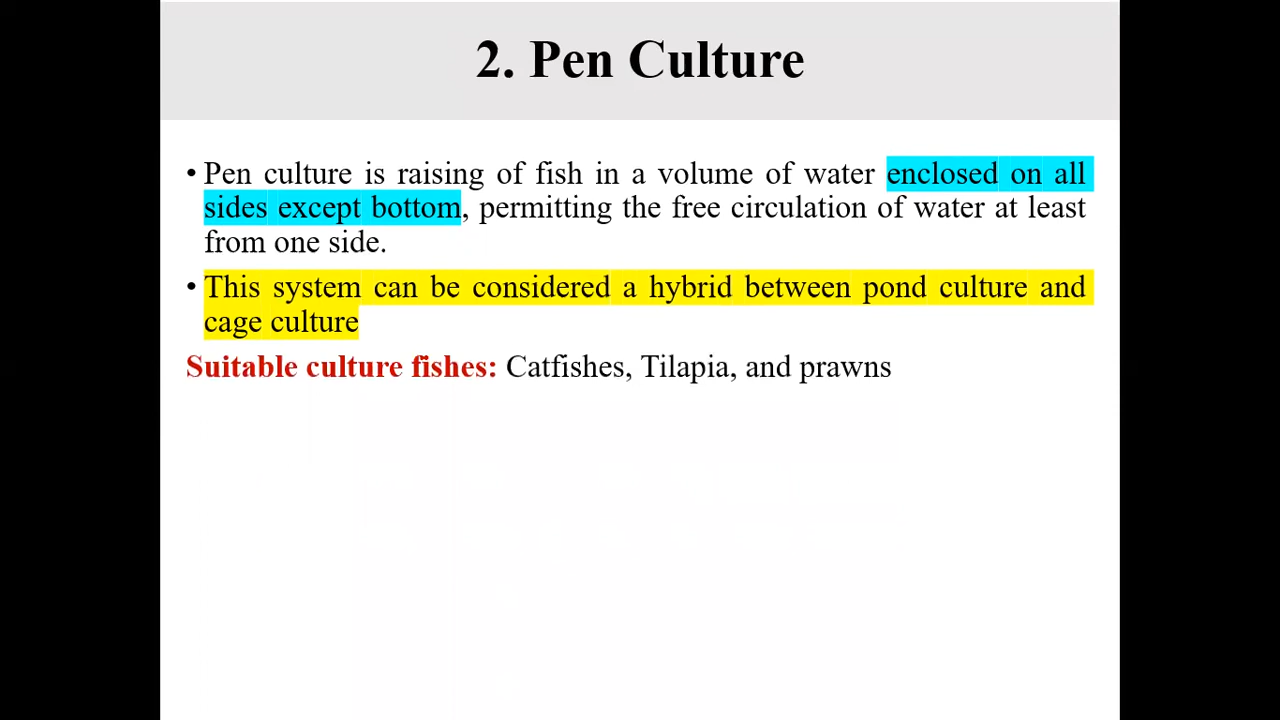 2. Pen Culture
• Pen culture is raising of fish in a volume of water enclosed on all
sides except bottom, permitting the free circulation of water at least
from one side.
• This system can be considered a hybrid between pond culture and
cage culture
Suitable culture fishes: Catfishes, Tilapia, and prawns